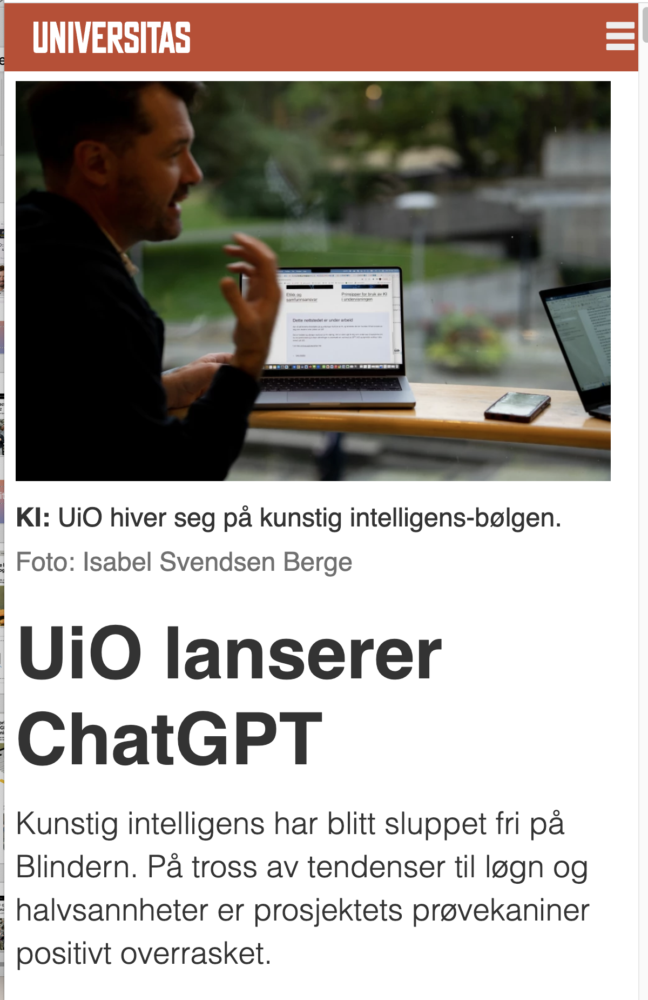 UNIVERSITAS
Etikk og
samfunnsansvar
Prinsipper for bruk av KI
i undervisningen
Dette nettstedet er under arbeid
KI: UiO hiver seg på kunstig intelligens-bølgen.
Foto: Isabel Svendsen Berge
UiO lanserer
ChatGPT
Kunstig intelligens har blitt sluppet fri på
Blindern. På tross av tendenser til løgn og
halvsannheter er prosjektets prøvekaniner
positivt overrasket.